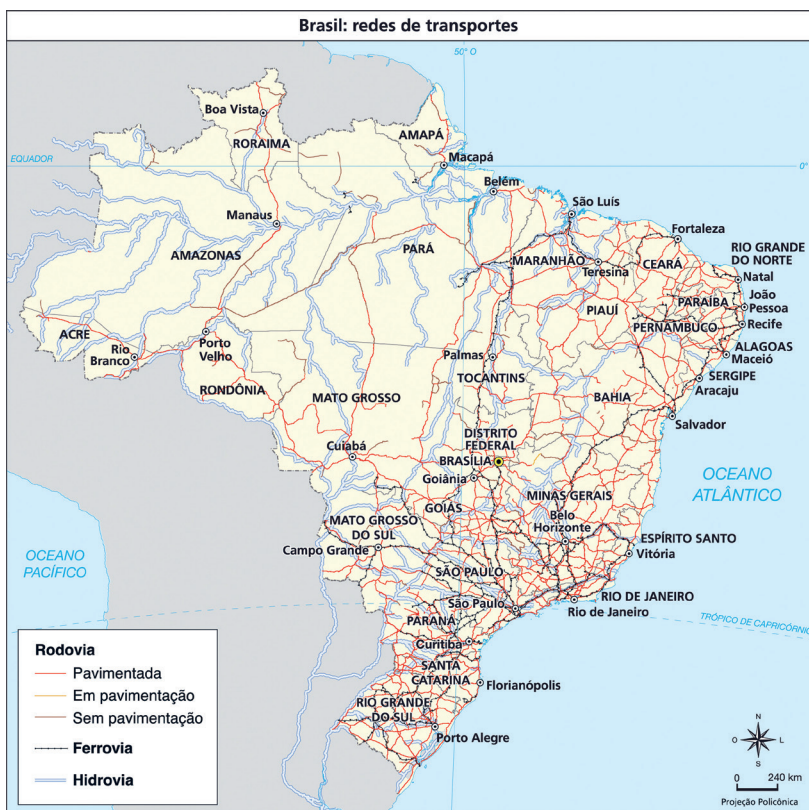 Brasil: redes de transportes
50° O
Boa Vista
RORAIMA
AMAPÁ
EQUADOR
0°
Macapá
Belém
São Luís
Manaus
Fortaleza
AMAZONAS
PARÁ
MARANHÃO
Teresina
CEARÁ
RIO GRANDE
DO NORTE
Natal
PARAÍBA
João
Pessoa
PIAUÍ
PERNAMBUCO
Recife
ACRE
Rio
Branco
Porto
Velho
Palmas
ALAGOAS
Maceió
TOCANTINS
SERGIPE
Aracaju
RONDÔNIA
MATO GROSSO
BAHIA
Salvador
DISTRITO
FEDERAL
Cuiabá
BRASÍLIA
Goiânia
OCEANO
ATLÂNTICO
MINAS GERAIS
GOIÁS
Belo
Horizonte
MATO GROSSO
DO SUL
Campo Grande
ESPÍRITO SANTO
Vitória
OCEANO
PACÍFICO
SÃO PAULO
São Paulo
RIO DE JANEIRO
Rio de Janeiro
TRÓPICO DE CAPRICÓRNIO
PARANÁ
Curitiba
SANTA
CATARINA
Florianópolis
RIO GRANDE
DO SUL
Porto Alegre
Rodovia
Pavimentada
Em pavimentação
Sem pavimentação
Ferrovia
Hidrovia
N
O
L
S
0 240 km
Projeção Policônica